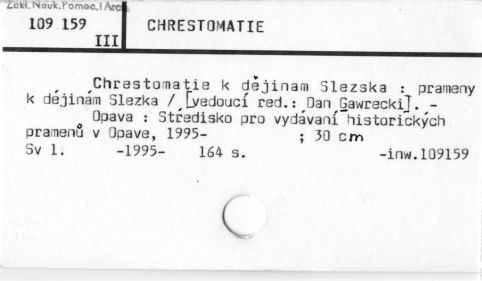 Zakł. Nauk. Pomoc. i Arch.
109 159
III
CHRESTOMATIE
Chrestomatie k dějinam Slezska : prameny
k dějinám Slezka / [vedoucí red.: Dan Gawrecki]. -
Opava : Středisko pro vydávaní historických
pramenů v Opave, 1995- ; 30 cm
Sv 1. -1995- 164 s. -inw.109159